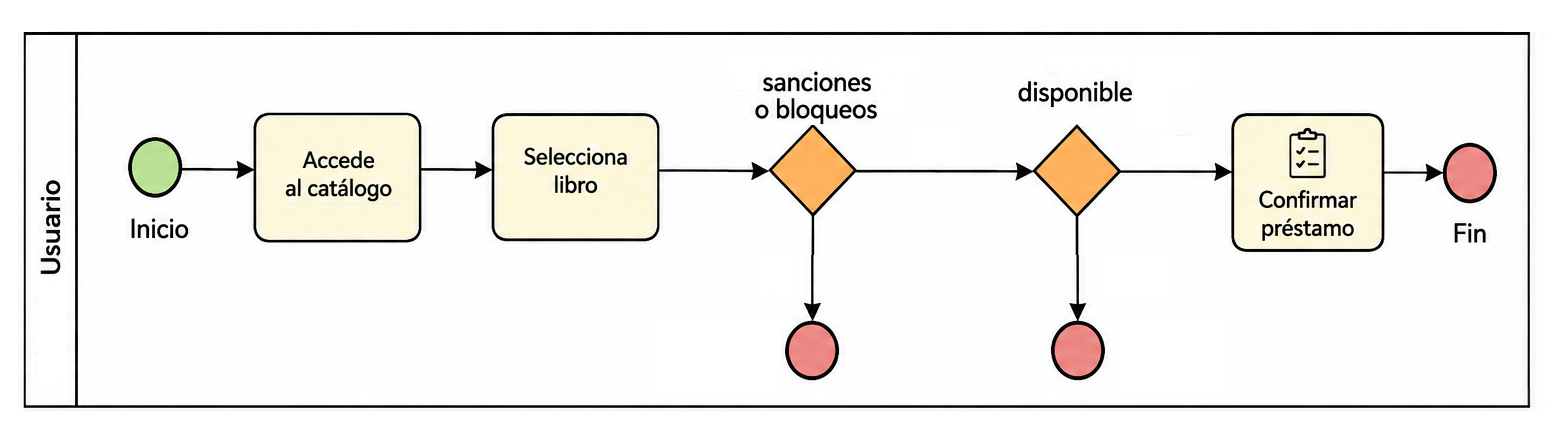 Usuario
Inicio
Accede
al catálogo
Selecciona
libro
sanciones
o bloqueos
disponible
Confirmar
préstamo
Fin